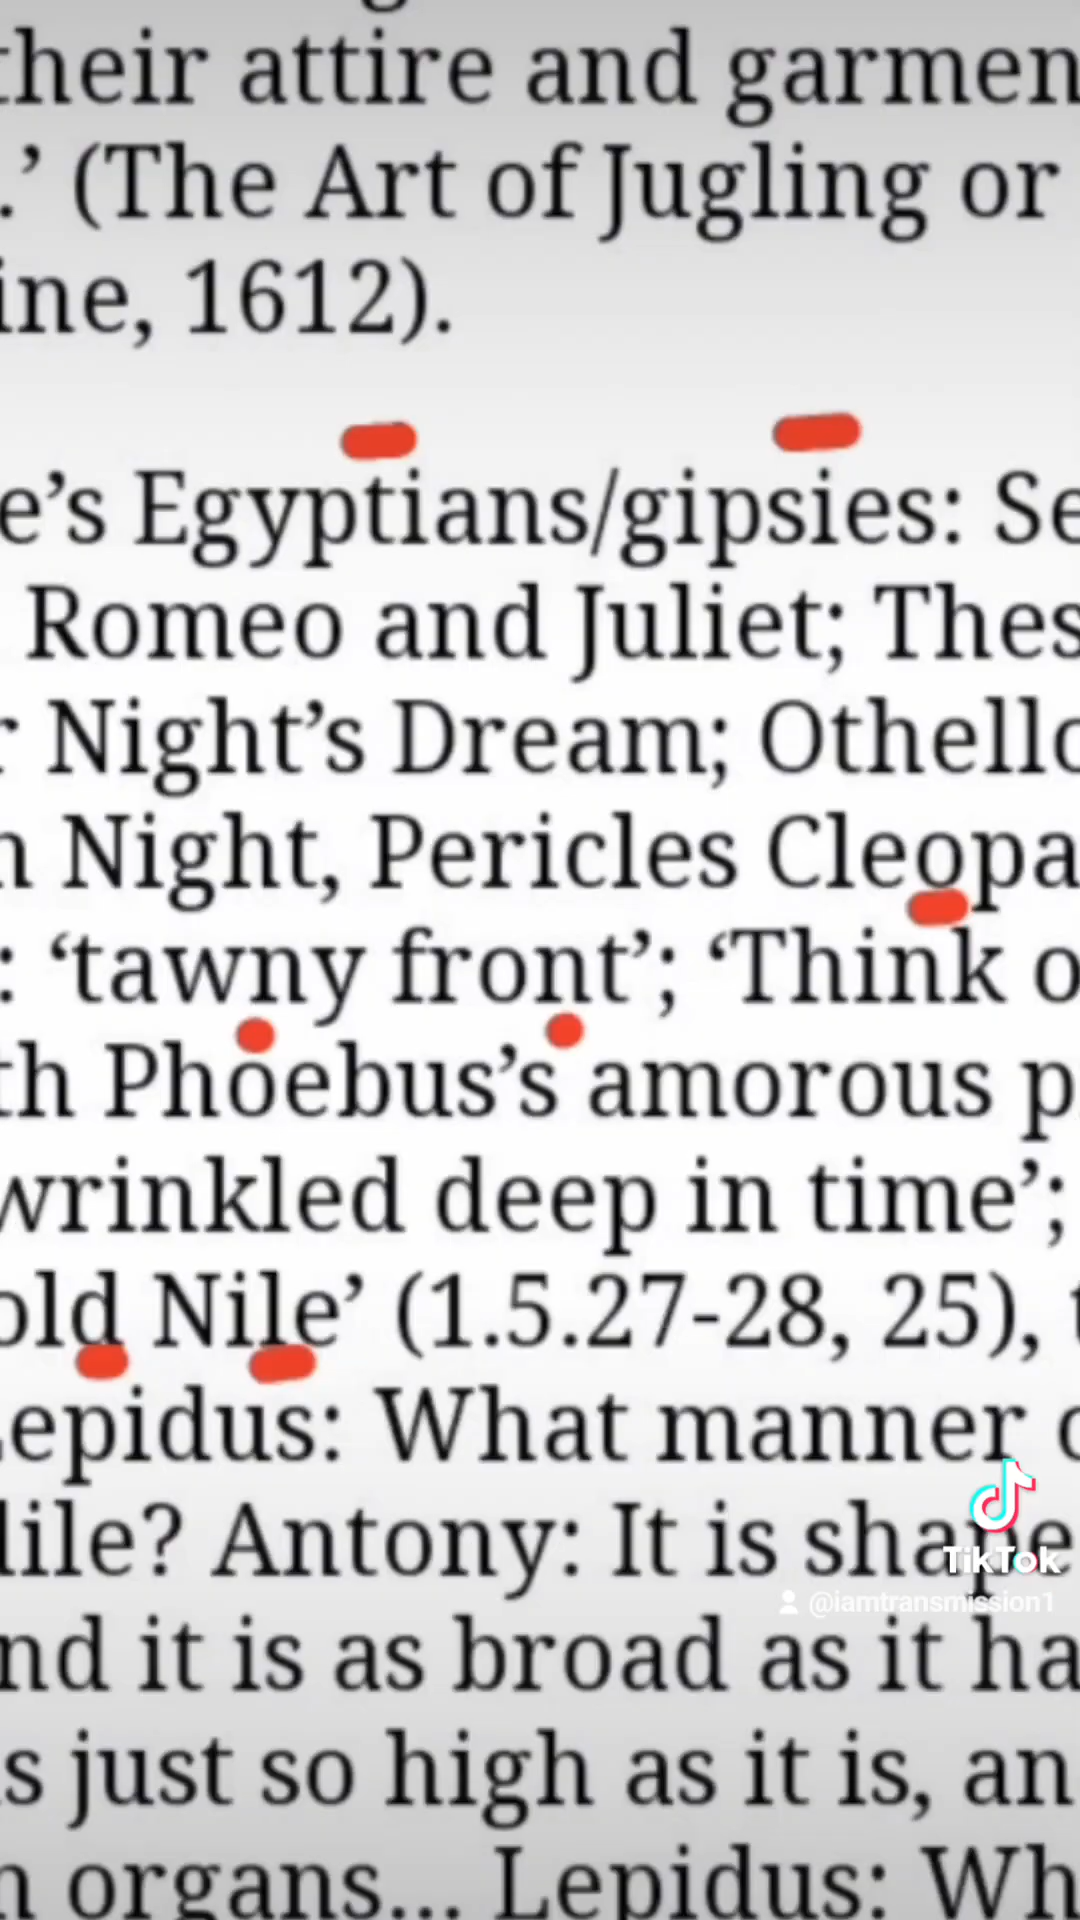 their attire and garmen
.’ (The Art of Jugling or
ine, 1612).
e’s Egyptians/gipsies: Se
Romeo and Juliet; Thes
r Night’s Dream; Othello
n Night, Pericles Cleopa
: ‘tawny front’; ‘Think o
th Phoebus’s amorous p
wrinkled deep in time’;
old Nile’ (1.5.27-28, 25), t
Lepidus: What manner o
dile? Antony: It is shape
nd it is as broad as it ha
s just so high as it is, an
n organs... Lepidus: Wh
TikTok
@iamtransmission1